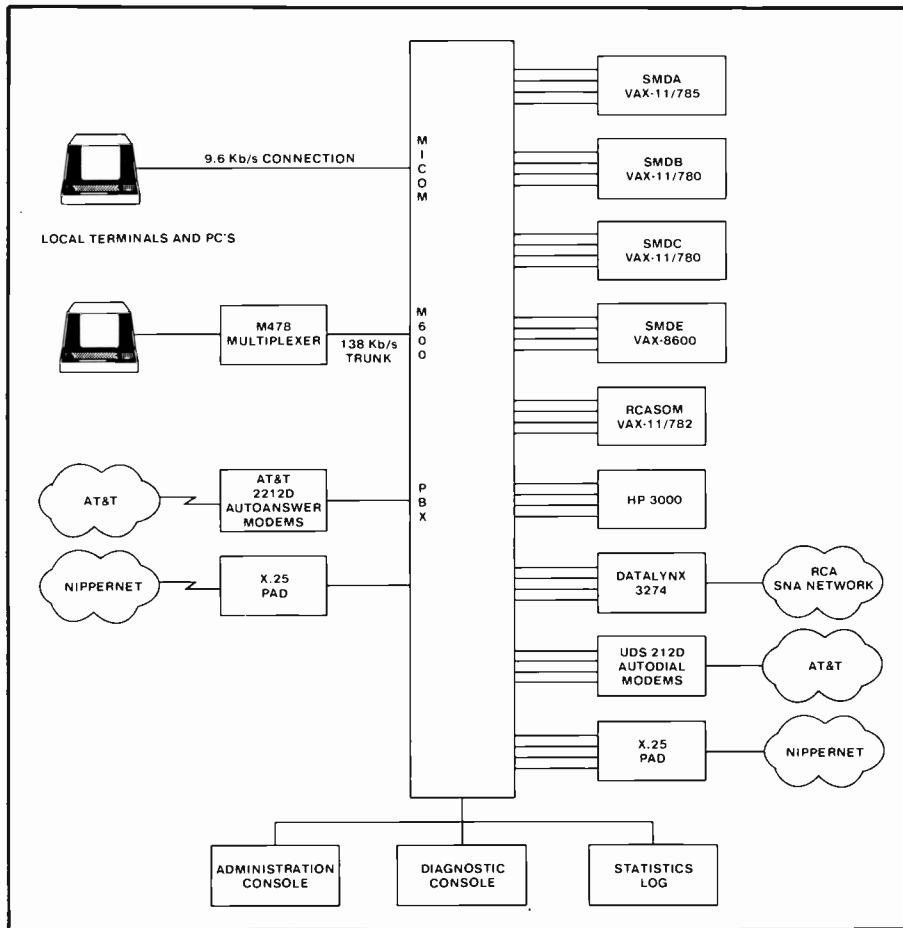 MICOM
M600
PBX
9.6 Kb/s CONNECTION
LOCAL TERMINALS AND PC'S
M478
MULTIPLEXER
138 Kb/s
TRUNK
AT&T
AT&T
2212D
AUTOANSWER
MODEMS
NIPPERNET
X.25
PAD
SMDA
VAX-11/785
SMDB
VAX-11/780
SMDC
VAX-11/780
SMDE
VAX-8600
RCASOM
VAX-11/782
HP 3000
DATALYNX
3274
RCA
SNA NETWORK
UDS 212D
AUTODIAL
MODEMS
AT&T
X.25
PAD
NIPPERNET
ADMINISTRATION
CONSOLE
DIAGNOSTIC
CONSOLE
STATISTICS
LOG